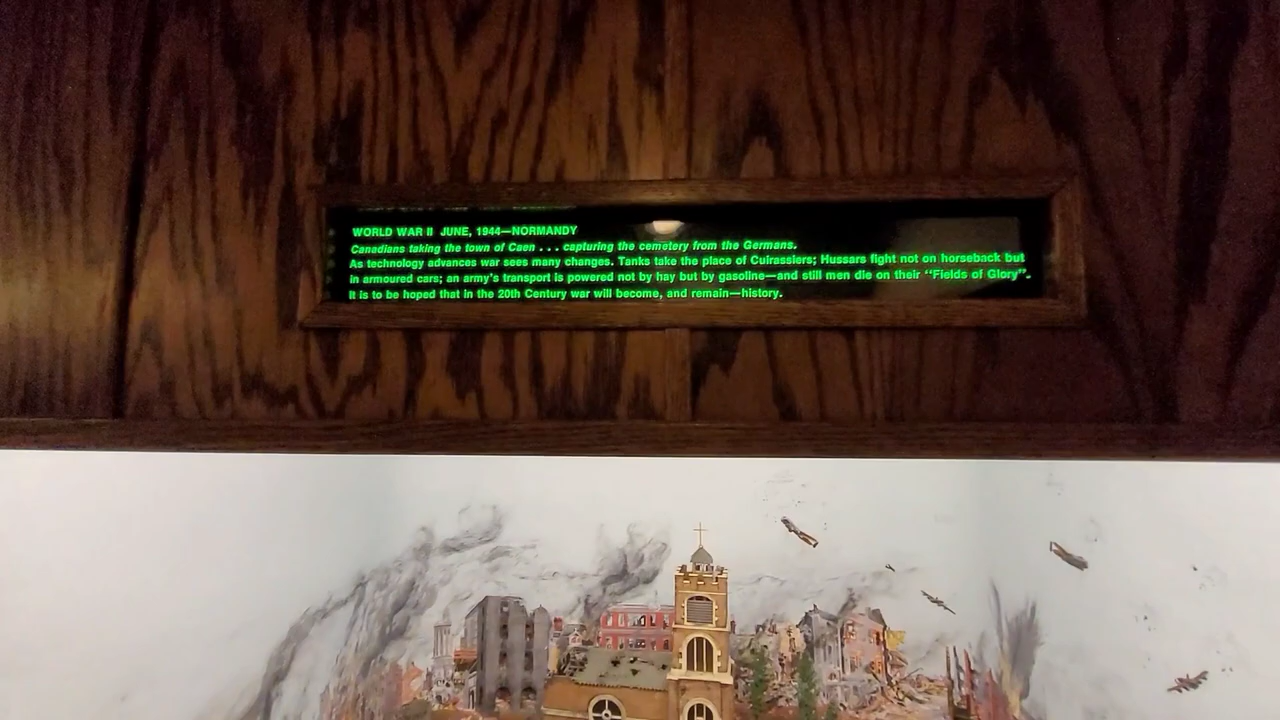 WORLD WAR II JUNE, 1944—NORMANDY
Canadians taking the town of Caen . . . capturing the cemetery from the Germans.
As technology advances war sees many changes. Tanks take the place of Cuirassiers; Hussars fight not on horseback but
in armoured cars; an army's transport is powered not by hay but by gasoline—and still men die on their "Fields of Glory".
It is to be hoped that in the 20th Century war will become, and remain—history.